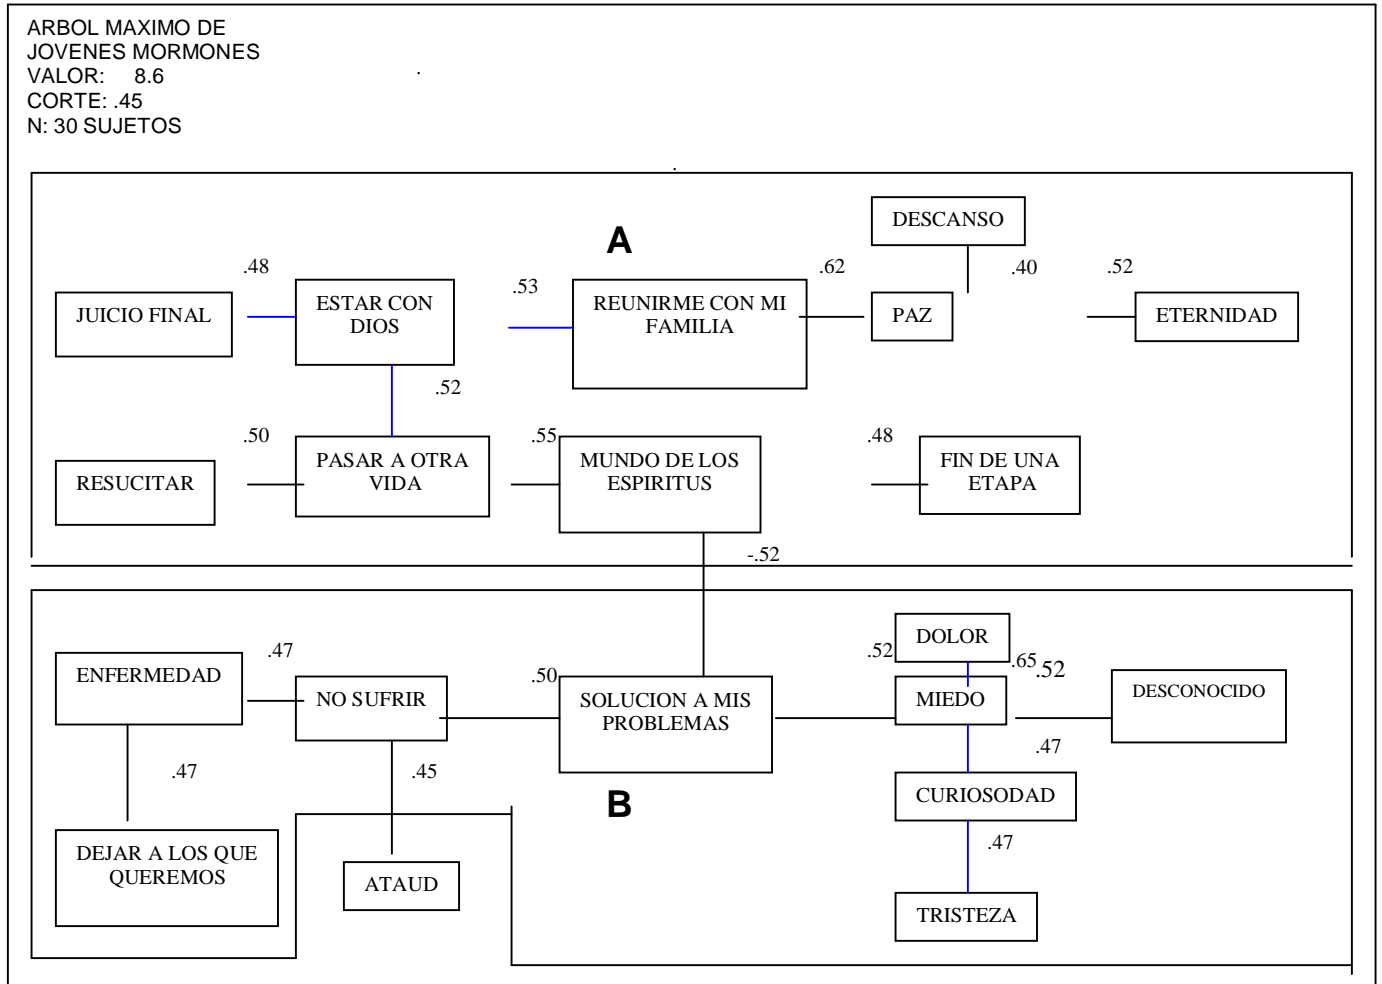 ARBOL MAXIMO DE
JOVENES MORMONES
VALOR: 8.6
CORTE: .45
N: 30 SUJETOS
DESCANSO
A
.48
.53
.62
.40
.52
JUICIO FINAL
ESTAR CON
DIOS
REUNIRME CON MI
FAMILIA
PAZ
ETERNIDAD
.52
.50
.55
.48
RESUCITAR
PASAR A OTRA
VIDA
MUNDO DE LOS
ESPIRITUS
FIN DE UNA
ETAPA
-.52
DOLOR
.47
.52
.65
.52
ENFERMEDAD
NO SUFRIR
.50
SOLUCION A MIS
PROBLEMAS
MIEDO
DESCONOCIDO
.47
.45
.47
CURIOSODAD
B
.47
DEJAR A LOS QUE
QUEREMOS
ATAUD
TRISTEZA